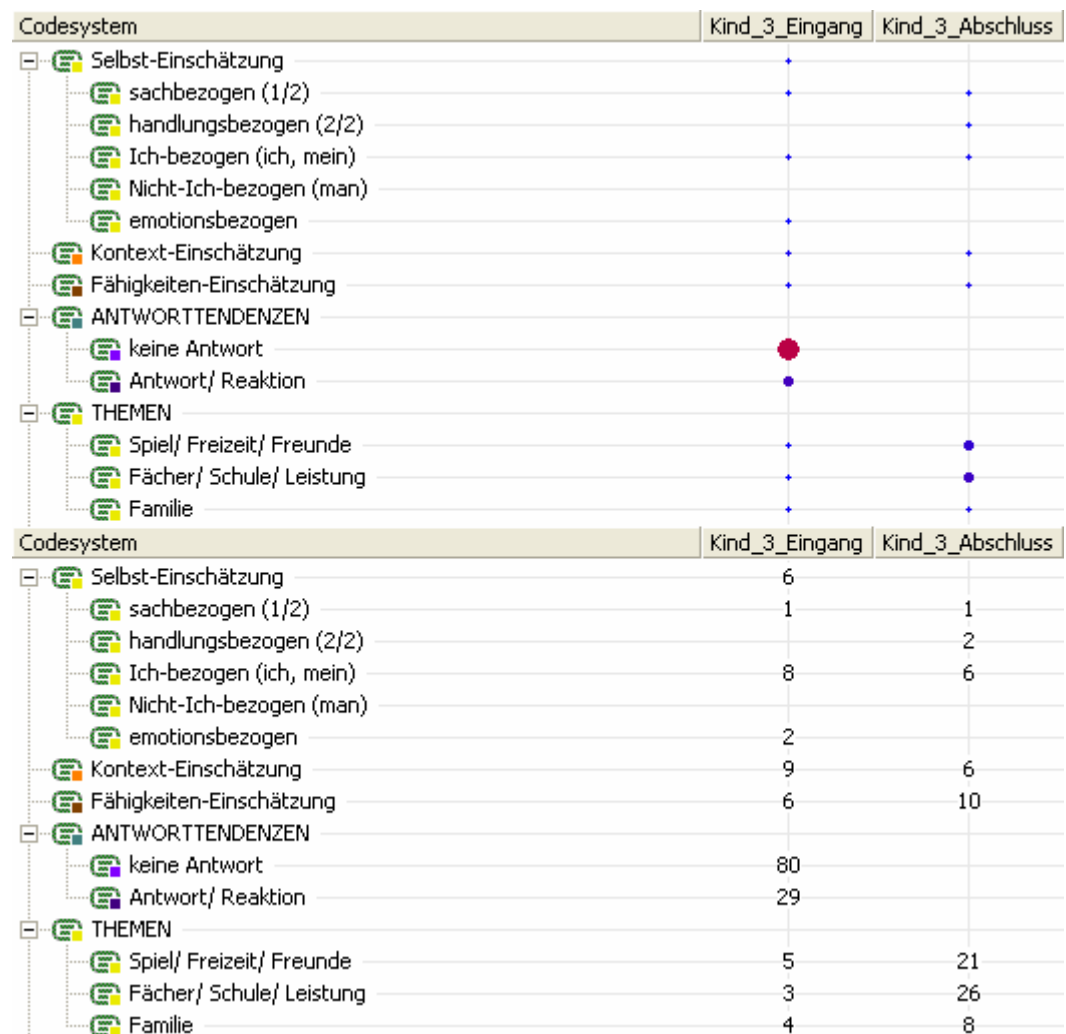 Codesystem Kind_3_Eingang Kind_3_Abschluss
Selbst-Einschätzung
sachbezogen (1/2)
handlungsbezogen (2/2)
Ich-bezogen (ich, mein)
Nicht-Ich-bezogen (man)
emotionsbezogen
Kontext-Einschätzung
Fähigkeiten-Einschätzung
ANTWORTTENDENZEN
keine Antwort
Antwort/ Reaktion
THEMEN
Spiel/ Freizeit/ Freunde
Fächer/ Schule/ Leistung
Familie
Codesystem Kind_3_Eingang Kind_3_Abschluss
Selbst-Einschätzung 6
sachbezogen (1/2) 1 1
handlungsbezogen (2/2) 2
Ich-bezogen (ich, mein) 8 6
Nicht-Ich-bezogen (man)
emotionsbezogen 2
Kontext-Einschätzung 9 6
Fähigkeiten-Einschätzung 6 10
ANTWORTTENDENZEN
keine Antwort 80
Antwort/ Reaktion 29
THEMEN
Spiel/ Freizeit/ Freunde 5 21
Fächer/ Schule/ Leistung 3 26
Familie 4 8